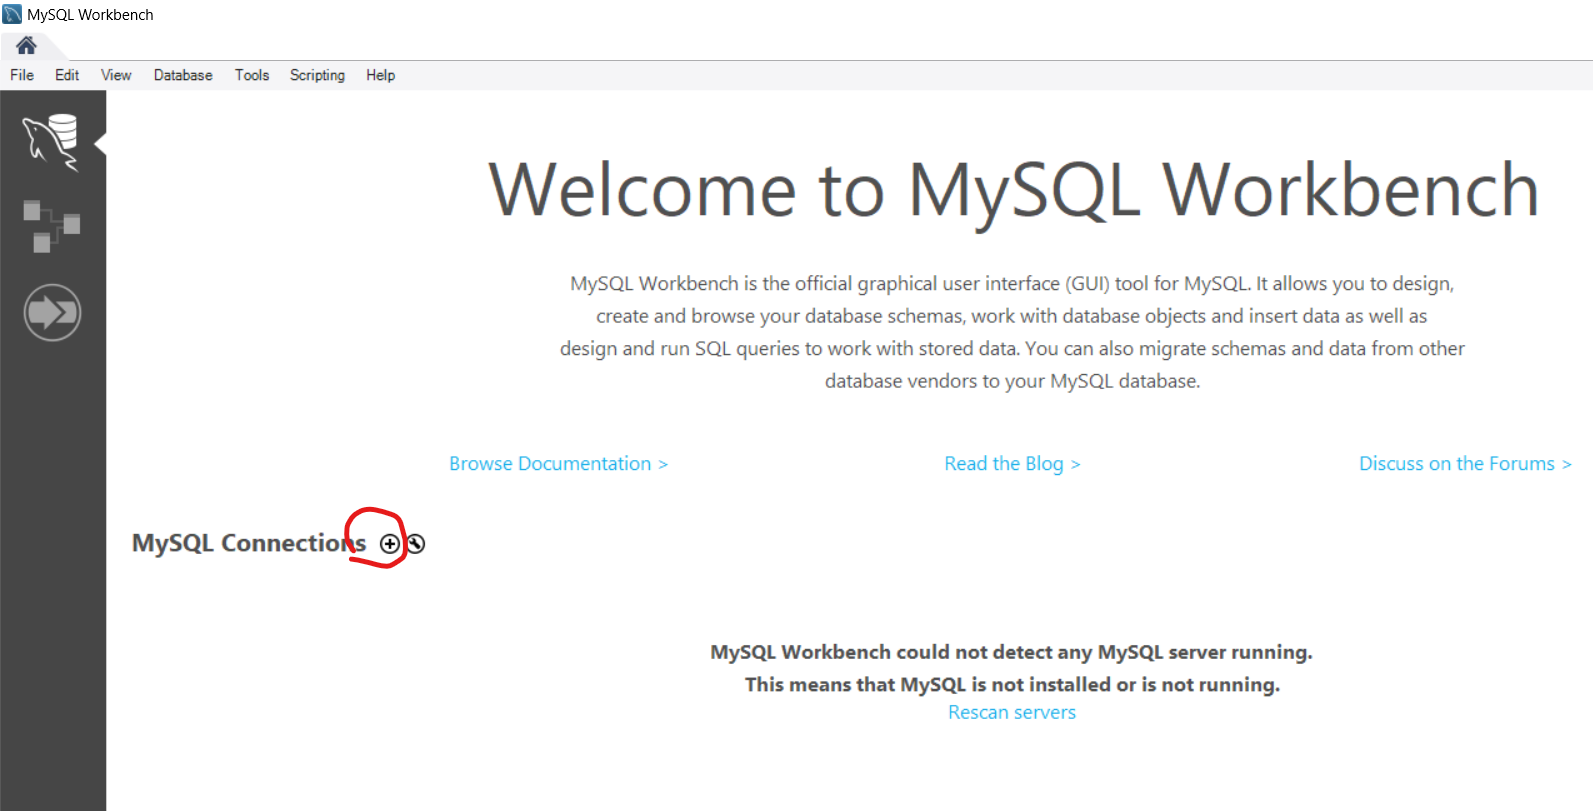 MySQL Workbench
File Edit View Database Tools Scripting Help
Welcome to MySQL Workbench
MySQL Workbench is the official graphical user interface (GUI) tool for MySQL. It allows you to design,
create and browse your database schemas, work with database objects and insert data as well as
design and run SQL queries to work with stored data. You can also migrate schemas and data from other
database vendors to your MySQL database.
Browse Documentation > Read the Blog > Discuss on the Forums >
MySQL Connections
MySQL Workbench could not detect any MySQL server running.
This means that MySQL is not installed or is not running.
Rescan servers